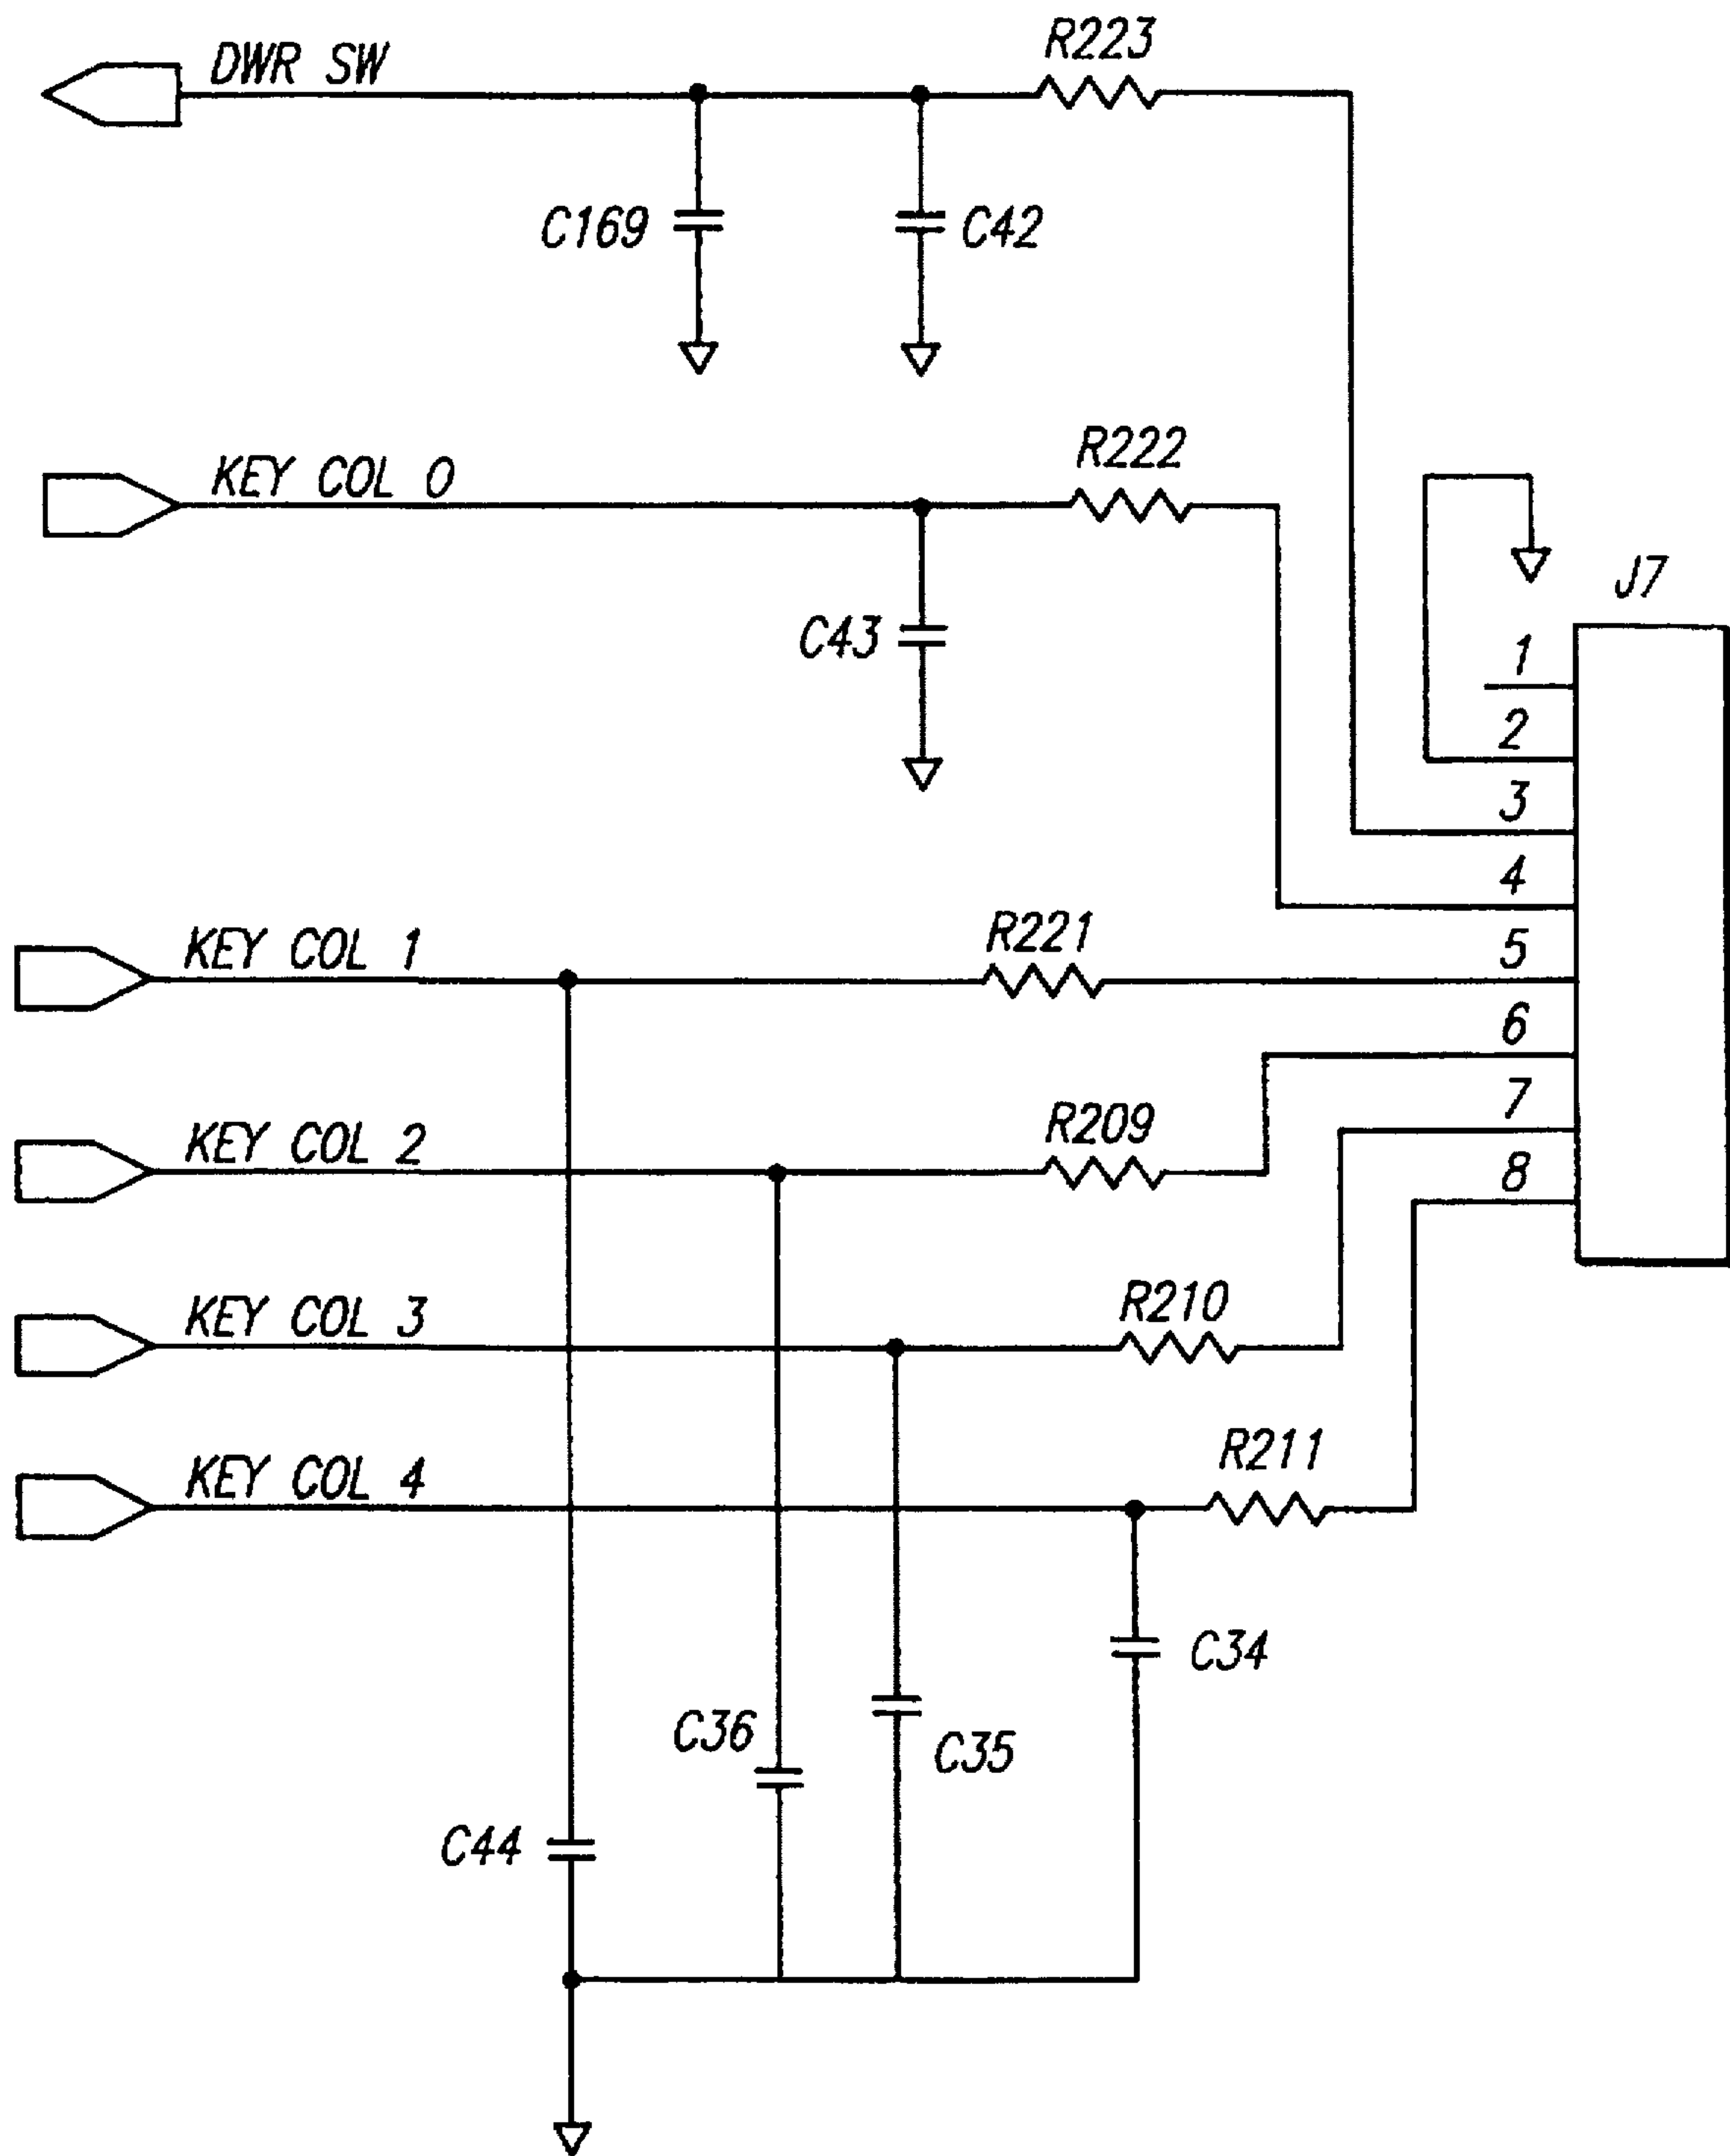 DWR SW
R223
C169
C42
KEY COL 0
R222
C43
J7
1
2
3
4
5
6
7
8
KEY COL 1
R221
KEY COL 2
R209
KEY COL 3
R210
KEY COL 4
R211
C34
C36
C35
C44